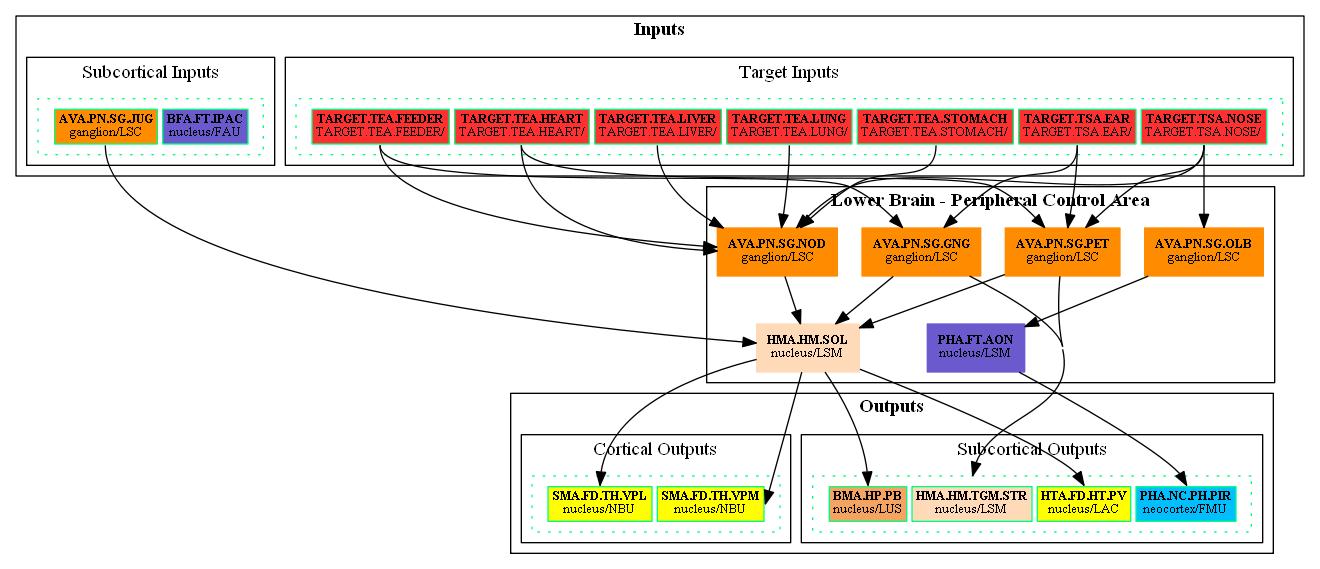 Inputs
Subcortical Inputs
Target Inputs
AVA.PN.SG.JUG
ganglion/LSC
BFA.FT.IPAC
nucleus/FAU
TARGET.TEA.FEEDER
TARGET.TEA.FEEDER/
TARGET.TEA.HEART
TARGET.TEA.HEART/
TARGET.TEA.LIVER
TARGET.TEA.LIVER/
TARGET.TEA.LUNG
TARGET.TEA.LUNG/
TARGET.TEA.STOMACH
TARGET.TEA.STOMACH/
TARGET.TSA.EAR
TARGET.TSA.EAR/
TARGET.TSA.NOSE
TARGET.TSA.NOSE/
Lower Brain - Peripheral Control Area
AVA.PN.SG.NOD
ganglion/LSC
AVA.PN.SG.GNG
ganglion/LSC
AVA.PN.SG.PET
ganglion/LSC
AVA.PN.SG.OLB
ganglion/LSC
HMA.HM.SOL
nucleus/LSM
PHA.FT.AON
nucleus/LSM
Outputs
Cortical Outputs
Subcortical Outputs
SMA.FD.TH.VPL
nucleus/NBU
SMA.FD.TH.VPM
nucleus/NBU
BMA.HP.PB
nucleus/LUS
HMA.HM.TGM.STR
nucleus/LSM
HTA.FD.HT.PV
nucleus/LAC
PHA.NC.PH.PIR
neocortex/FMU